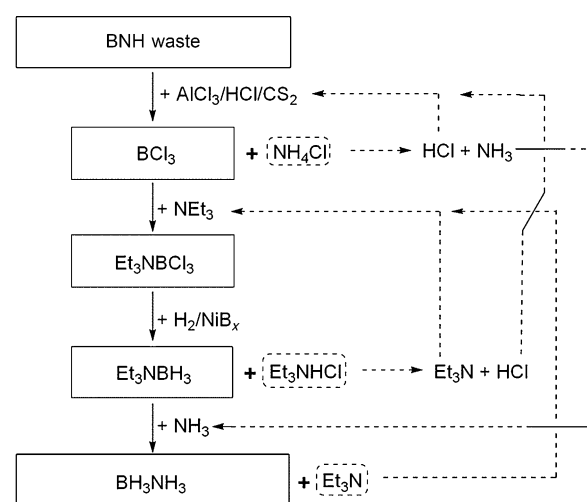 BNH waste
+ AlCl₃/HCl/CS₂
BCl₃ + NH₄Cl HCl + NH₃
+ NEt₃
Et₃NBCl₃
+ H₂/NiBₓ
Et₃NBH₃ + Et₃NHCl Et₃N + HCl
+ NH₃
BH₃NH₃ + Et₃N